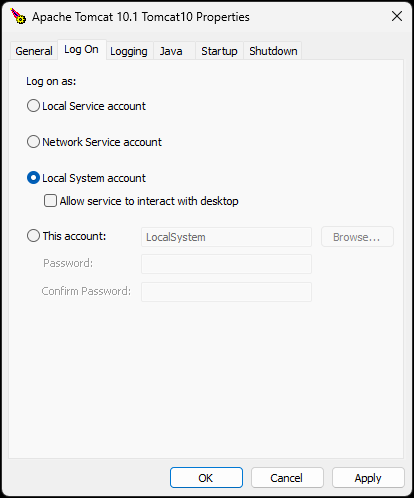 Apache Tomcat 10.1 Tomcat10 Properties
General Log On Logging Java Startup Shutdown
Log on as:
Local Service account
Network Service account
Local System account
Allow service to interact with desktop
This account: LocalSystem Browse...
Password:
Confirm Password:
OK Cancel Apply